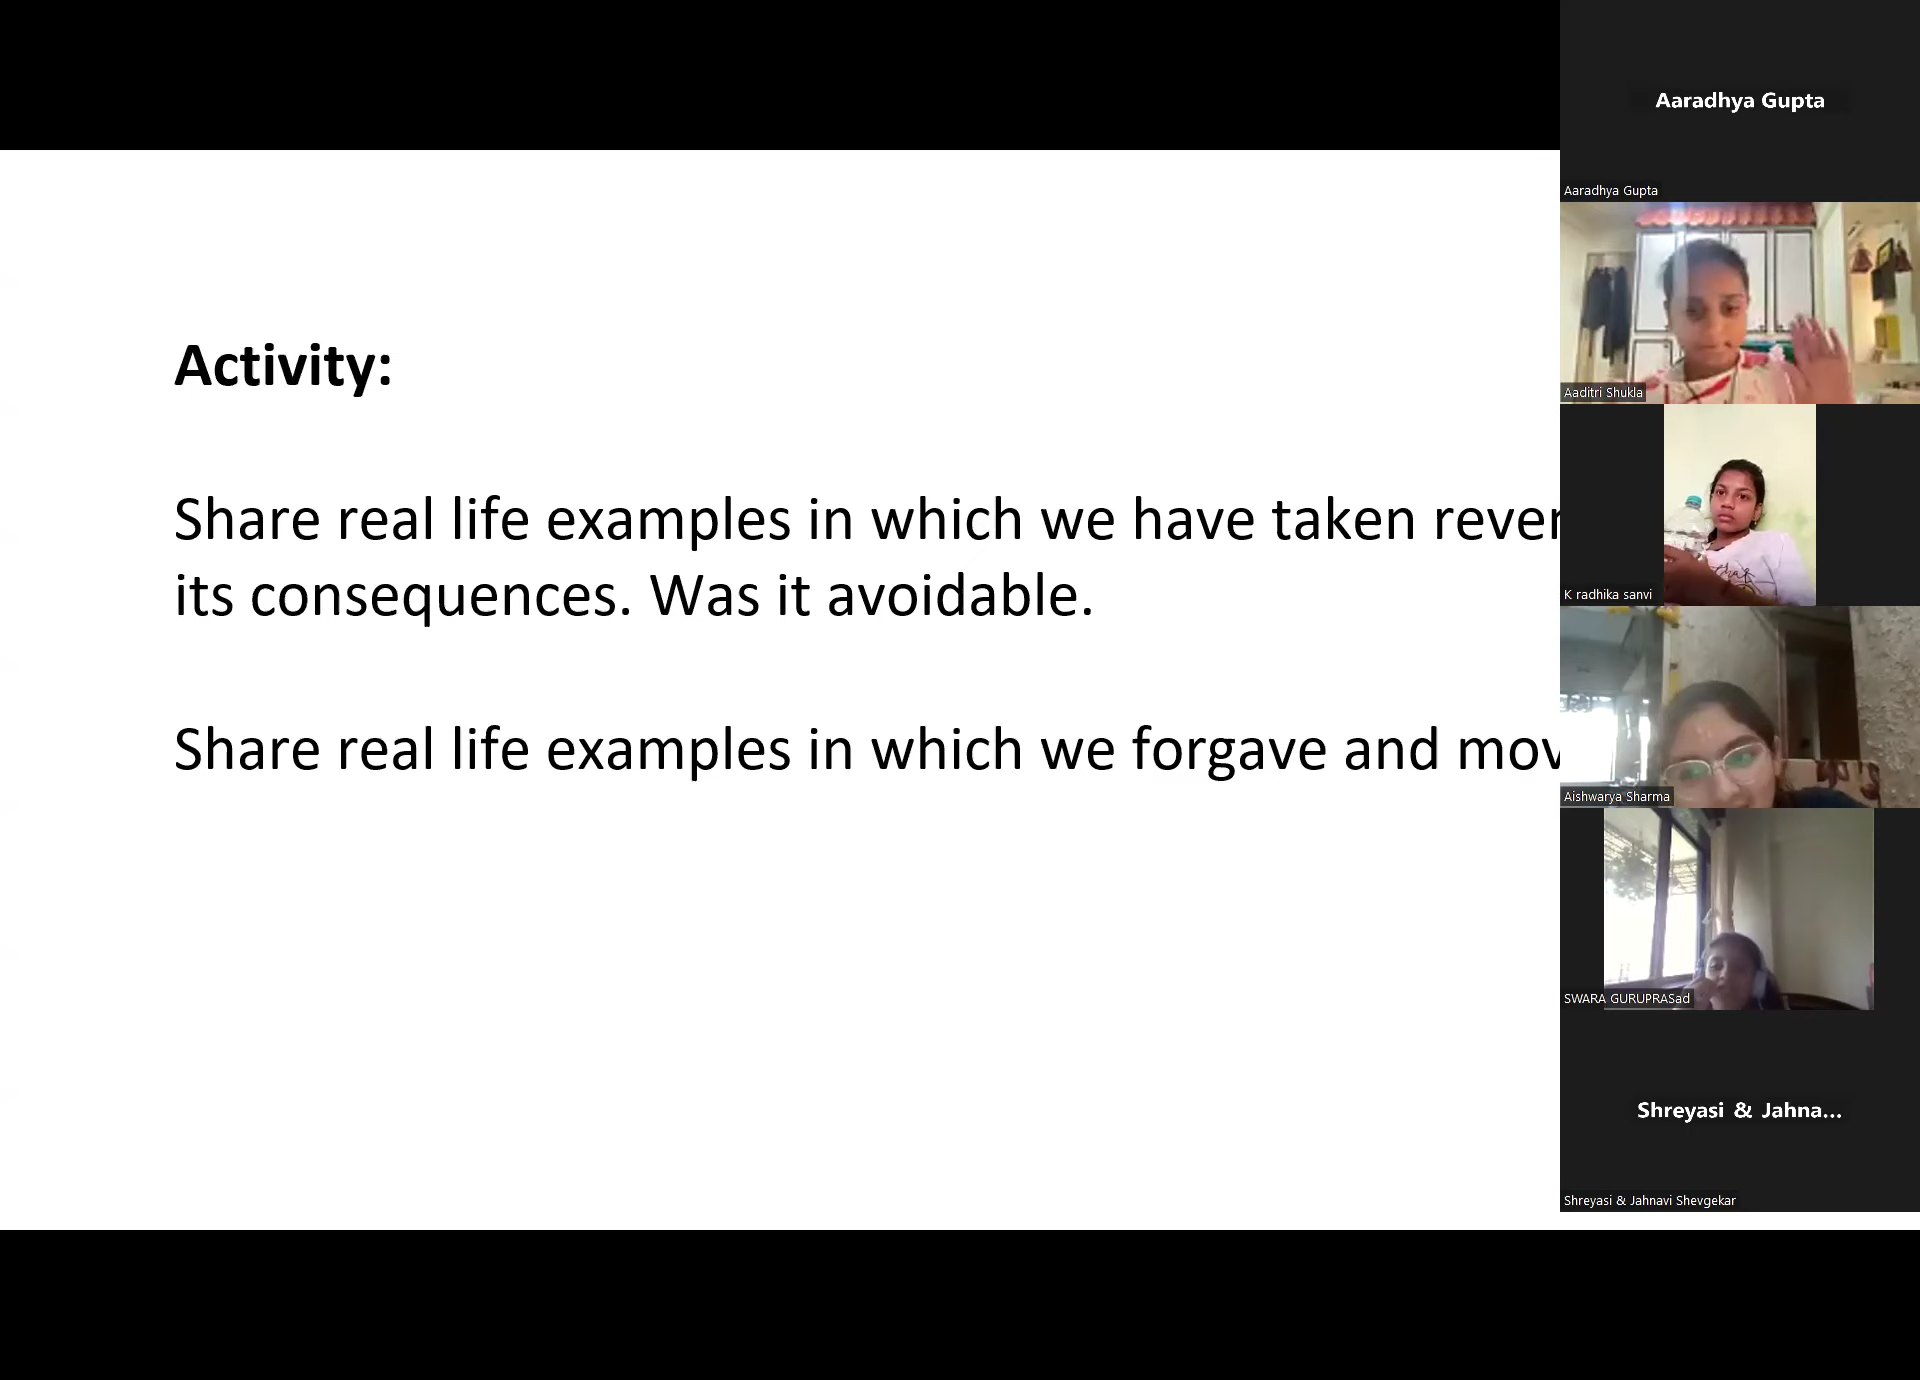 Activity:
Share real life examples in which we have taken
its consequences. Was it avoidable.
Share real life examples in which we forgave and
Aaradhya Gupta
Aaradhya Gupta
Aaditri Shukla
K radhika sanvi
Aishwarya Sharma
SWARA GURUPRASad
Shreyasi & Jahna...
Shreyasi & Jahnavi Shevgekar